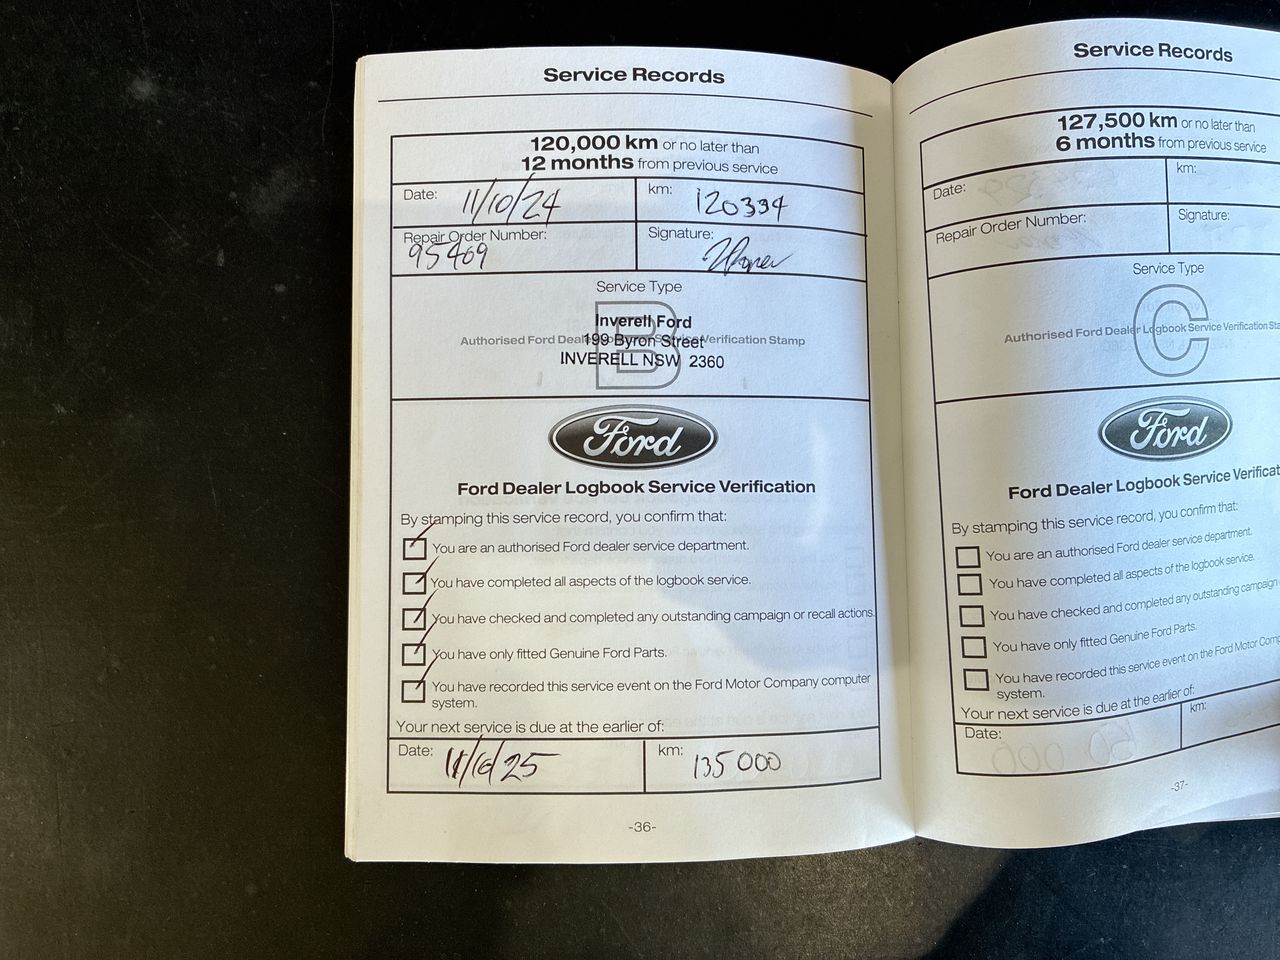 Service Records
120,000 km or no later than
12 months from previous service
Date: 11/10/24
km: 120334
Repair Order Number:
95469
Signature:
Service Type
B
Authorised Ford Dealer Logbook Service Verification Stamp
Inverell Ford
199 Byron Street
INVERELL NSW 2360
Ford
Ford Dealer Logbook Service Verification
By stamping this service record, you confirm that:
You are an authorised Ford dealer service department.
You have completed all aspects of the logbook service.
You have checked and completed any outstanding campaign or recall actions.
You have only fitted Genuine Ford Parts.
You have recorded this service event on the Ford Motor Company computer
system.
Your next service is due at the earlier of:
Date: 11/10/25
km: 135000
-36-
Service Records
127,500 km or no later than
6 months from previous service
Date:
km:
Repair Order Number:
Signature:
Service Type
C
Authorised Ford Dealer Logbook Service Verification Sta
Ford
Ford Dealer Logbook Service Verificat
By stamping this service record, you confirm that:
You are an authorised Ford dealer service department.
You have completed all aspects of the logbook service.
You have checked and completed any outstanding campaign
You have only fitted Genuine Ford Parts.
You have recorded this service event on the Ford Motor Comp
system.
Your next service is due at the earlier of:
Date:
km:
-37-